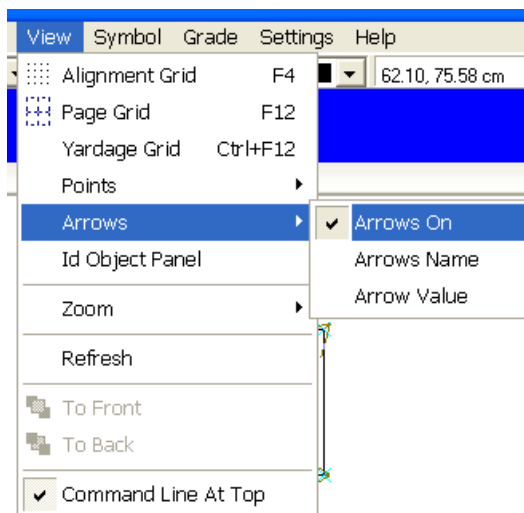 View Symbol Grade Settings Help
Alignment Grid F4 62.10, 75.58 cm
Page Grid F12
Yardage Grid Ctrl+F12
Points
Arrows Arrows On
Id Object Panel Arrows Name
Arrow Value
Zoom
Refresh
To Front
To Back
Command Line At Top